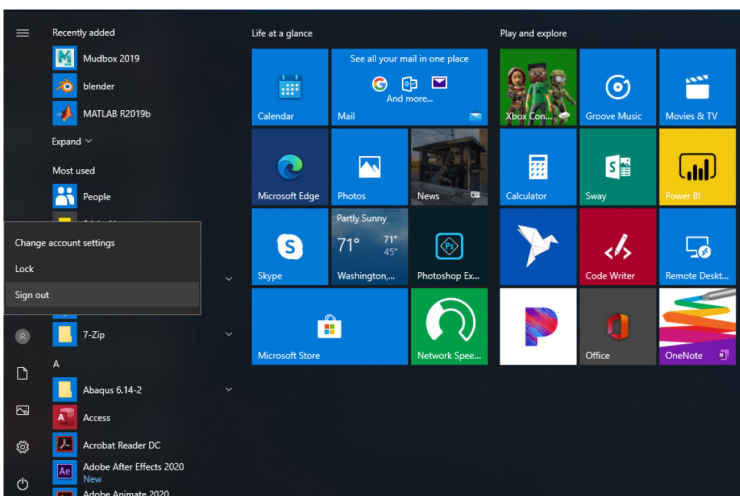 Recently added
Mudbox 2019
blender
MATLAB R2019b
Expand
Most used
People
Change account settings
Lock
Sign out
7-Zip
A
Abaqus 6.14-2
Access
Acrobat Reader DC
Adobe After Effects 2020
New
Adobe Animate 2020
Life at a glance
Calendar
See all your mail in one place
And more...
Mail
Microsoft Edge
Photos
News
Skype
Partly Sunny
71° 71°
45°
Washington,...
Photoshop Ex...
Microsoft Store
Network Spee...
Play and explore
Xbox Con...
Groove Music
Movies & TV
Calculator
Sway
Power BI
Code Writer
Remote Deskt...
Office
OneNote